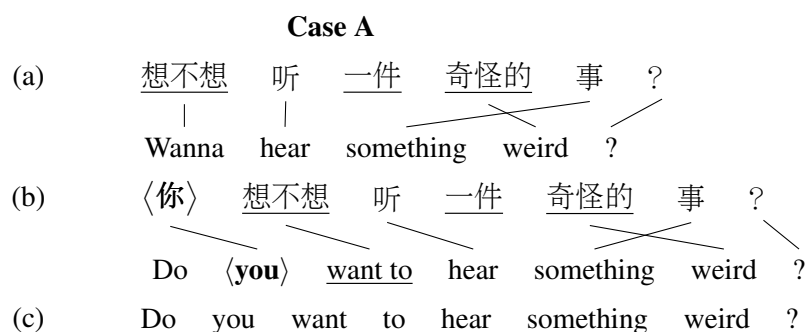 Case A
(a) 想不想 听 一件 奇怪的 事 ?
Wanna hear something weird ?
(b) ⟨你⟩ 想不想 听 一件 奇怪的 事 ?
Do ⟨you⟩ want to hear something weird ?
(c) Do you want to hear something weird ?